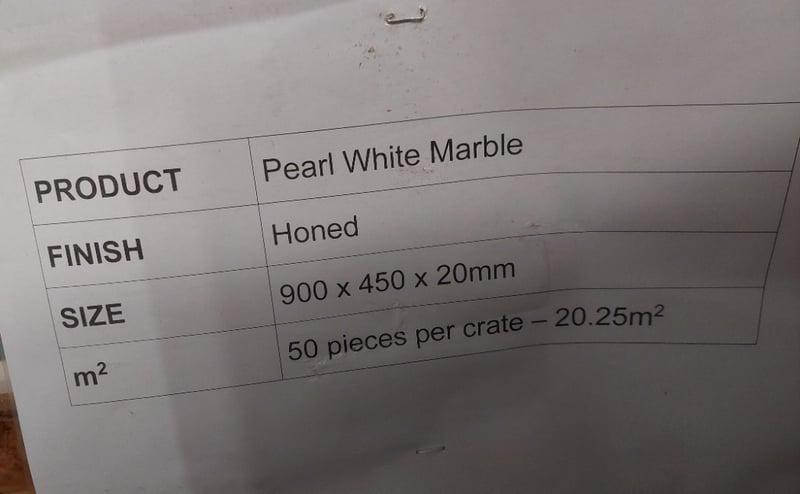 PRODUCT Pearl White Marble
FINISH Honed
SIZE 900 x 450 x 20mm
m² 50 pieces per crate – 20.25m²